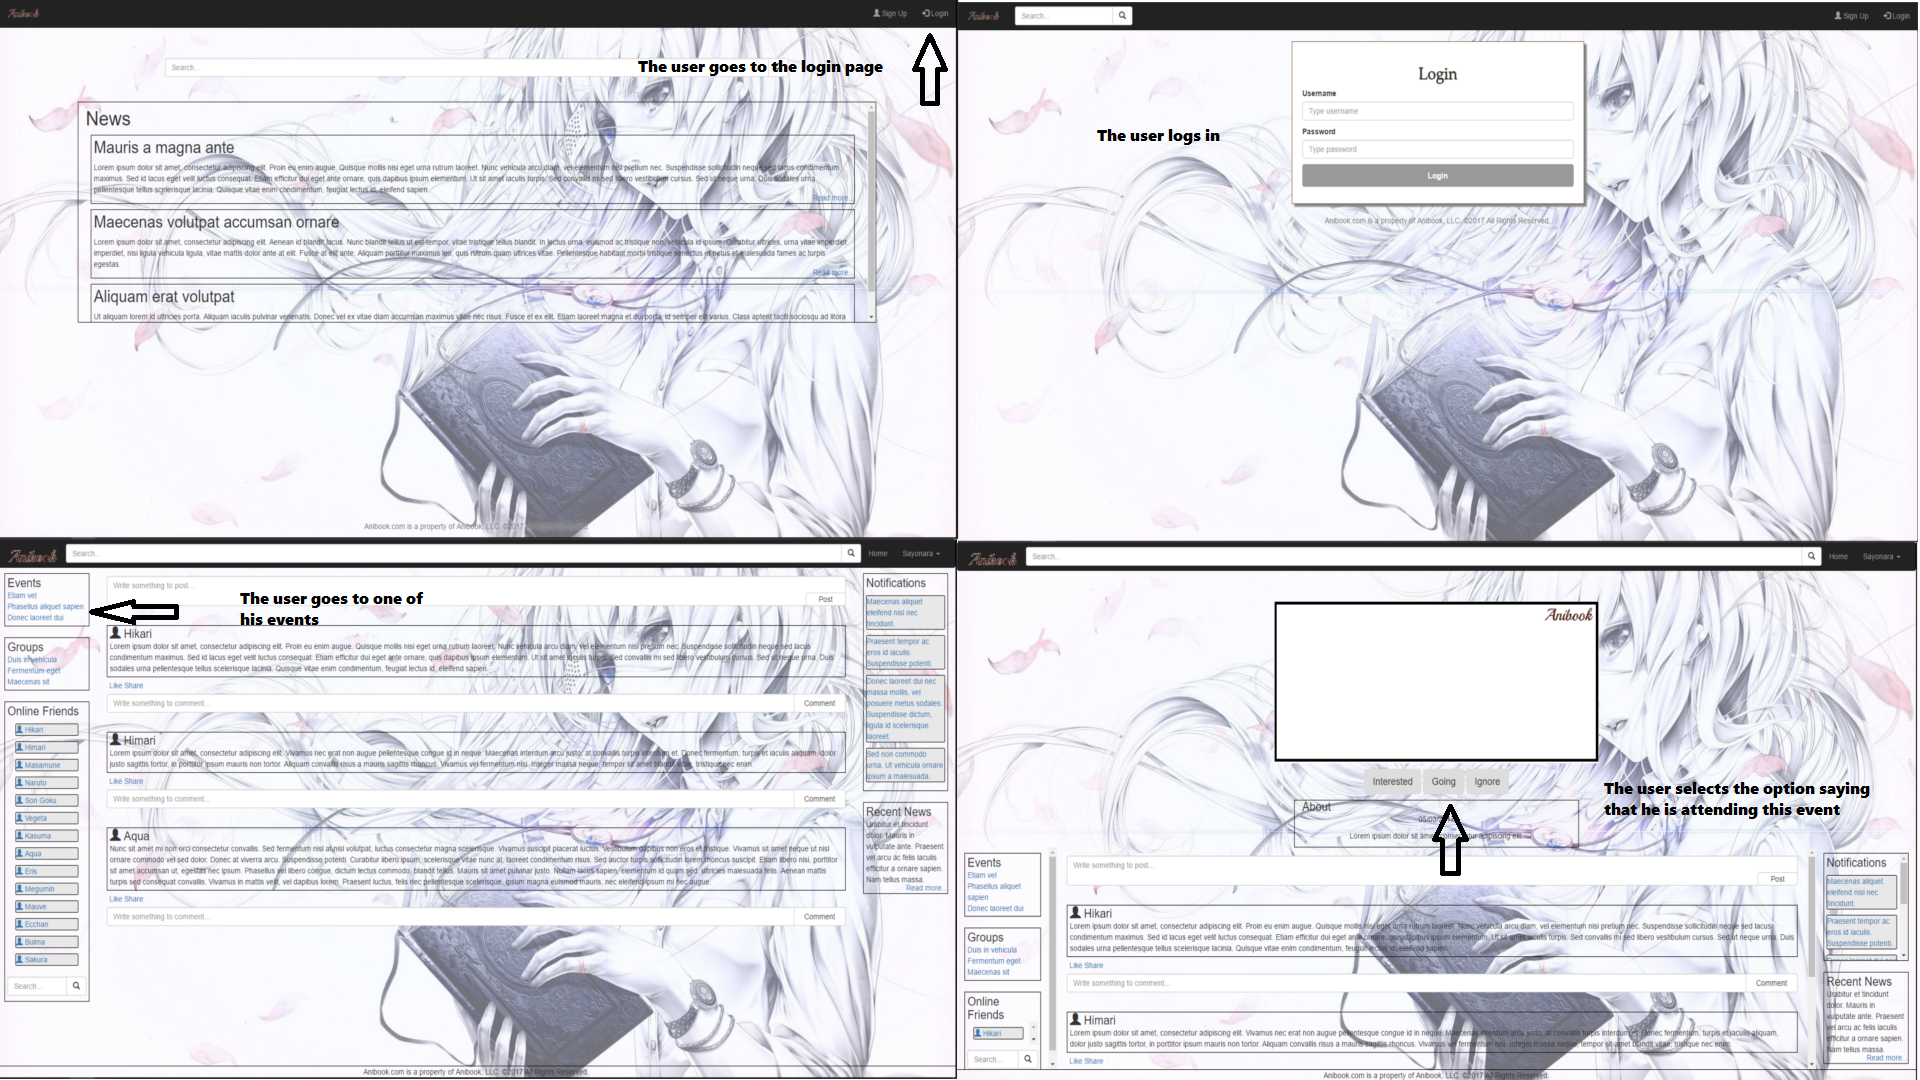 Anibook
Sign Up Login
Search...
The user goes to the login page
News
Mauris a magna ante
Lorem ipsum dolor sit amet, consectetur adipiscing elit. Proin eu enim augue. Quisque mollis nisi eget urna rutrum laoreet. Nunc vehicula arcu diam, vel elementum nisl pretium nec. Suspendisse sollicitudin neque sed lacus condimentum
maximus. Sed id lacus eget velit luctus consequat. Etiam efficitur dui eget ante ornare, quis dapibus ipsum elementum. Ut sit amet iaculis turpis. Sed convallis mi sed libero vestibulum cursus. Sed ut neque urna. Duis sodales urna
pellentesque tellus scelerisque lacinia. Quisque vitae enim condimentum, feugiat lectus id, eleifend sapien.
Read more...
Maecenas volutpat accumsan ornare
Lorem ipsum dolor sit amet, consectetur adipiscing elit. Aenean id blandit lacus. Nunc blandit tellus ut est tempor, vitae tristique tellus blandit. In lectus urna, euismod ac tristique non, vehicula id ipsum. Curabitur ultrices, urna vitae imperdiet
imperdiet, nisi ligula vehicula ligula, vitae mattis dolor ante at elit. Fusce at elit ante. Aliquam porttitor maximus leo, quis rutrum quam ultrices vitae. Pellentesque habitant morbi tristique senectus et netus et malesuada fames ac turpis
egestas.
Read more...
Aliquam erat volutpat
Ut aliquam lorem id ultricies porta. Aliquam iaculis pulvinar venenatis. Donec vel ex vitae diam accumsan maximus vitae nec risus. Fusce et ex elit. Etiam laoreet magna et dui porta, id semper elit varius. Class aptent taciti sociosqu ad litora
Anibook.com is a property of Anibook, LLC. ©2017 All Rights Reserved.
Anibook
Search...
Sign Up Login
Login
Username
Type username
Password
Type password
Login
The user logs in
Anibook.com is a property of Anibook, LLC. ©2017 All Rights Reserved.
Anibook
Search...
Home Sayonara
Events
Etiam vel
Phasellus aliquet sapien
Donec laoreet dui
Groups
Duis in vehicula
Fermentum eget
Maecenas sit
Online Friends
Hikari
Himari
Masamune
Naruto
Son Goku
Vegeta
Kasuma
Aqua
Eris
Megumin
Mauve
Ecchan
Bulma
Sakura
Search...
Write something to post...
Post
The user goes to one of
his events
Hikari
Lorem ipsum dolor sit amet, consectetur adipiscing elit. Proin eu enim augue. Quisque mollis nisi eget urna rutrum laoreet. Nunc vehicula arcu diam, vel elementum nisl pretium nec. Suspendisse sollicitudin neque sed lacus
condimentum maximus. Sed id lacus eget velit luctus consequat. Etiam efficitur dui eget ante ornare, quis dapibus ipsum elementum. Ut sit amet iaculis turpis. Sed convallis mi sed libero vestibulum cursus. Sed ut neque urna. Duis
sodales urna pellentesque tellus scelerisque lacinia. Quisque vitae enim condimentum, feugiat lectus id, eleifend sapien.
Like Share
Write something to comment...
Comment
Himari
Lorem ipsum dolor sit amet, consectetur adipiscing elit. Vivamus nec erat non augue pellentesque congue id in neque. Maecenas interdum arcu justo, at convallis turpis interdum et. Donec fermentum, turpis et iaculis aliquam, dolor
justo sagittis tortor, in porttitor ipsum mauris non tortor. Aliquam convallis risus a mauris sagittis rhoncus. Vivamus vel fermentum nisi. Integer massa neque, tempor sit amet blandit vitae, tristique nec enim.
Like Share
Write something to comment...
Comment
Aqua
Nunc sit amet mi non orci consectetur convallis. Sed fermentum nisl at nisl volutpat, luctus consectetur magna scelerisque. Vivamus suscipit placerat luctus. Vestibulum dapibus non eros et tristique. Vivamus sit amet neque ut nisl
ornare commodo vel sed dolor. Donec at viverra arcu. Suspendisse potenti. Curabitur libero ipsum, scelerisque vitae nunc at, laoreet condimentum risus. Sed auctor turpis sollicitudin lorem rhoncus suscipit. Etiam libero nisi, porttitor
sit amet accumsan ut, egestas nec ipsum. Phasellus vel libero congue, dictum lectus commodo, blandit tellus. Mauris sit amet pulvinar justo. Nullam lacus sapien, elementum id quam sed, ultricies malesuada felis. Aenean mattis
turpis sed consequat convallis. Vivamus in mattis velit, vel dapibus lorem. Praesent luctus, felis nec pellentesque scelerisque, ipsum magna euismod mauris, nec eleifend ipsum mi nec augue.
Like Share
Write something to comment...
Comment
Notifications
Maecenas aliquet
eleifend nisl nec
tincidunt.
Praesent tempor ac
eros id iaculis.
Suspendisse potenti.
Donec laoreet dui nec
massa mollis, vel
posuere metus sodales.
Suspendisse dictum,
ligula id scelerisque
laoreet.
Sed non commodo
urna. Ut vehicula ornare
ipsum a malesuada.
Recent News
Urabitur et tincidunt
dolor. Mauris in
vulputate ante. Praesent
vel arcu ac felis iaculis
efficitur a ornare sapien.
Nam tellus massa.
Read more...
Anibook.com is a property of Anibook, LLC. ©2017 All Rights Reserved.
Anibook
Search...
Home Sayonara
Anibook
Interested Going Ignore
The user selects the option saying
that he is attending this event
About
05/03
Lorem ipsum dolor sit amet, consectetur adipiscing elit.
Events
Etiam vel
Phasellus aliquet
sapien
Donec laoreet dui
Groups
Duis in vehicula
Fermentum eget
Maecenas sit
Online
Friends
Hikari
Search...
Write something to post...
Post
Hikari
Lorem ipsum dolor sit amet, consectetur adipiscing elit. Proin eu enim augue. Quisque mollis nisi eget urna rutrum laoreet. Nunc vehicula arcu diam, vel elementum nisl pretium nec. Suspendisse sollicitudin neque sed lacus
condimentum maximus. Sed id lacus eget velit luctus consequat. Etiam efficitur dui eget ante ornare, quis dapibus ipsum elementum. Ut sit amet iaculis turpis. Sed convallis mi sed libero vestibulum cursus. Sed ut neque urna. Duis
sodales urna pellentesque tellus scelerisque lacinia. Quisque vitae enim condimentum, feugiat lectus id, eleifend sapien.
Like Share
Write something to comment...
Comment
Himari
Lorem ipsum dolor sit amet, consectetur adipiscing elit. Vivamus nec erat non augue pellentesque congue id in neque. Maecenas interdum arcu justo, at convallis turpis interdum et. Donec fermentum, turpis et iaculis aliquam,
dolor justo sagittis tortor, in porttitor ipsum mauris non tortor. Aliquam convallis risus a mauris sagittis rhoncus. Vivamus vel fermentum nisi. Integer massa neque, tempor sit amet blandit vitae, tristique nec enim.
Like Share
Notifications
Maecenas aliquet
eleifend nisl nec
tincidunt.
Praesent tempor ac
eros id iaculis.
Suspendisse potenti.
Recent News
Urabitur et tincidunt
dolor. Mauris in
vulputate ante. Praesent
vel arcu ac felis iaculis
efficitur a ornare sapien.
Nam tellus massa.
Read more...
Anibook.com is a property of Anibook, LLC. ©2017 All Rights Reserved.